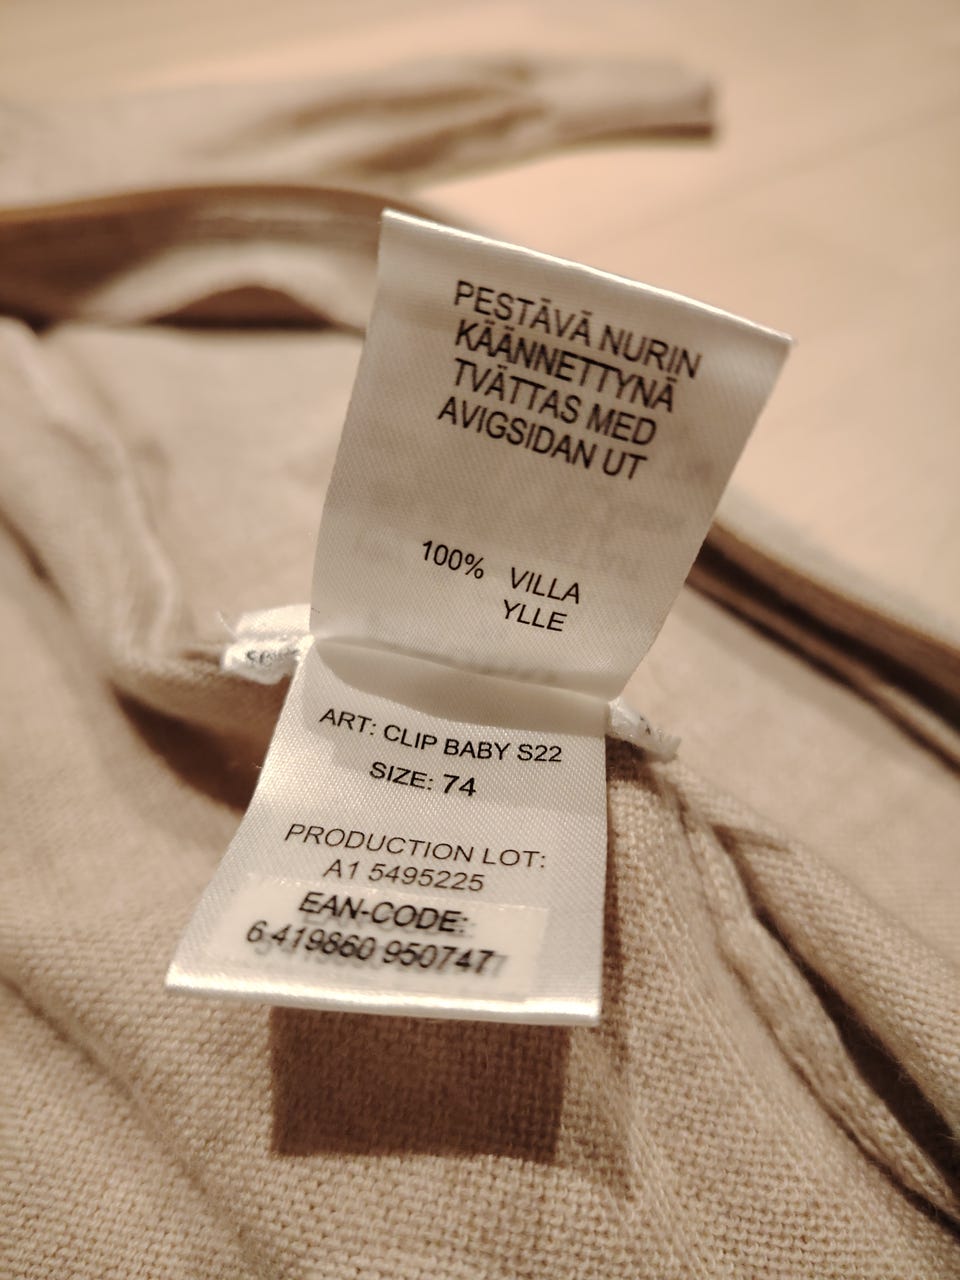 PESTÄVÄ NURIN
KÄÄNNETTYNÄ
TVÄTTAS MED
AVIGSIDAN UT
100% VILLA
YLLE
ART: CLIP BABY S22
SIZE: 74
PRODUCTION LOT:
A1 5495225
EAN-CODE:
6 419860 950747